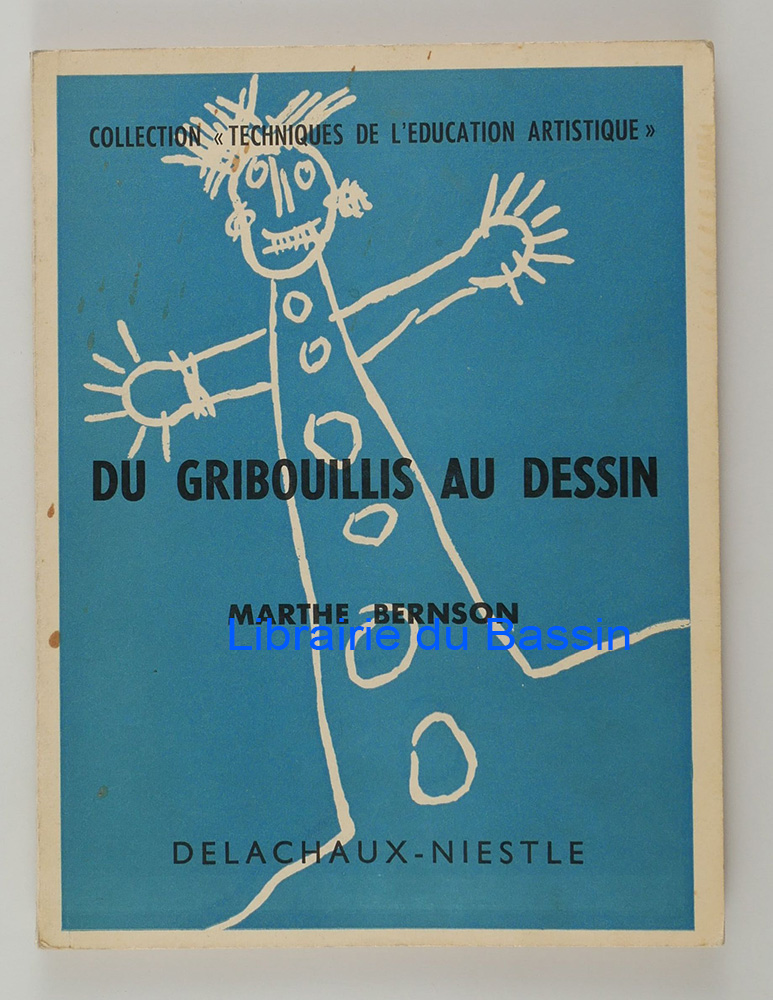 COLLECTION « TECHNIQUES DE L'EDUCATION ARTISTIQUE »
DU GRIBOUILLIS AU DESSIN
MARTHE BERNSON
Librairie du Bassin
DELACHAUX-NIESTLE